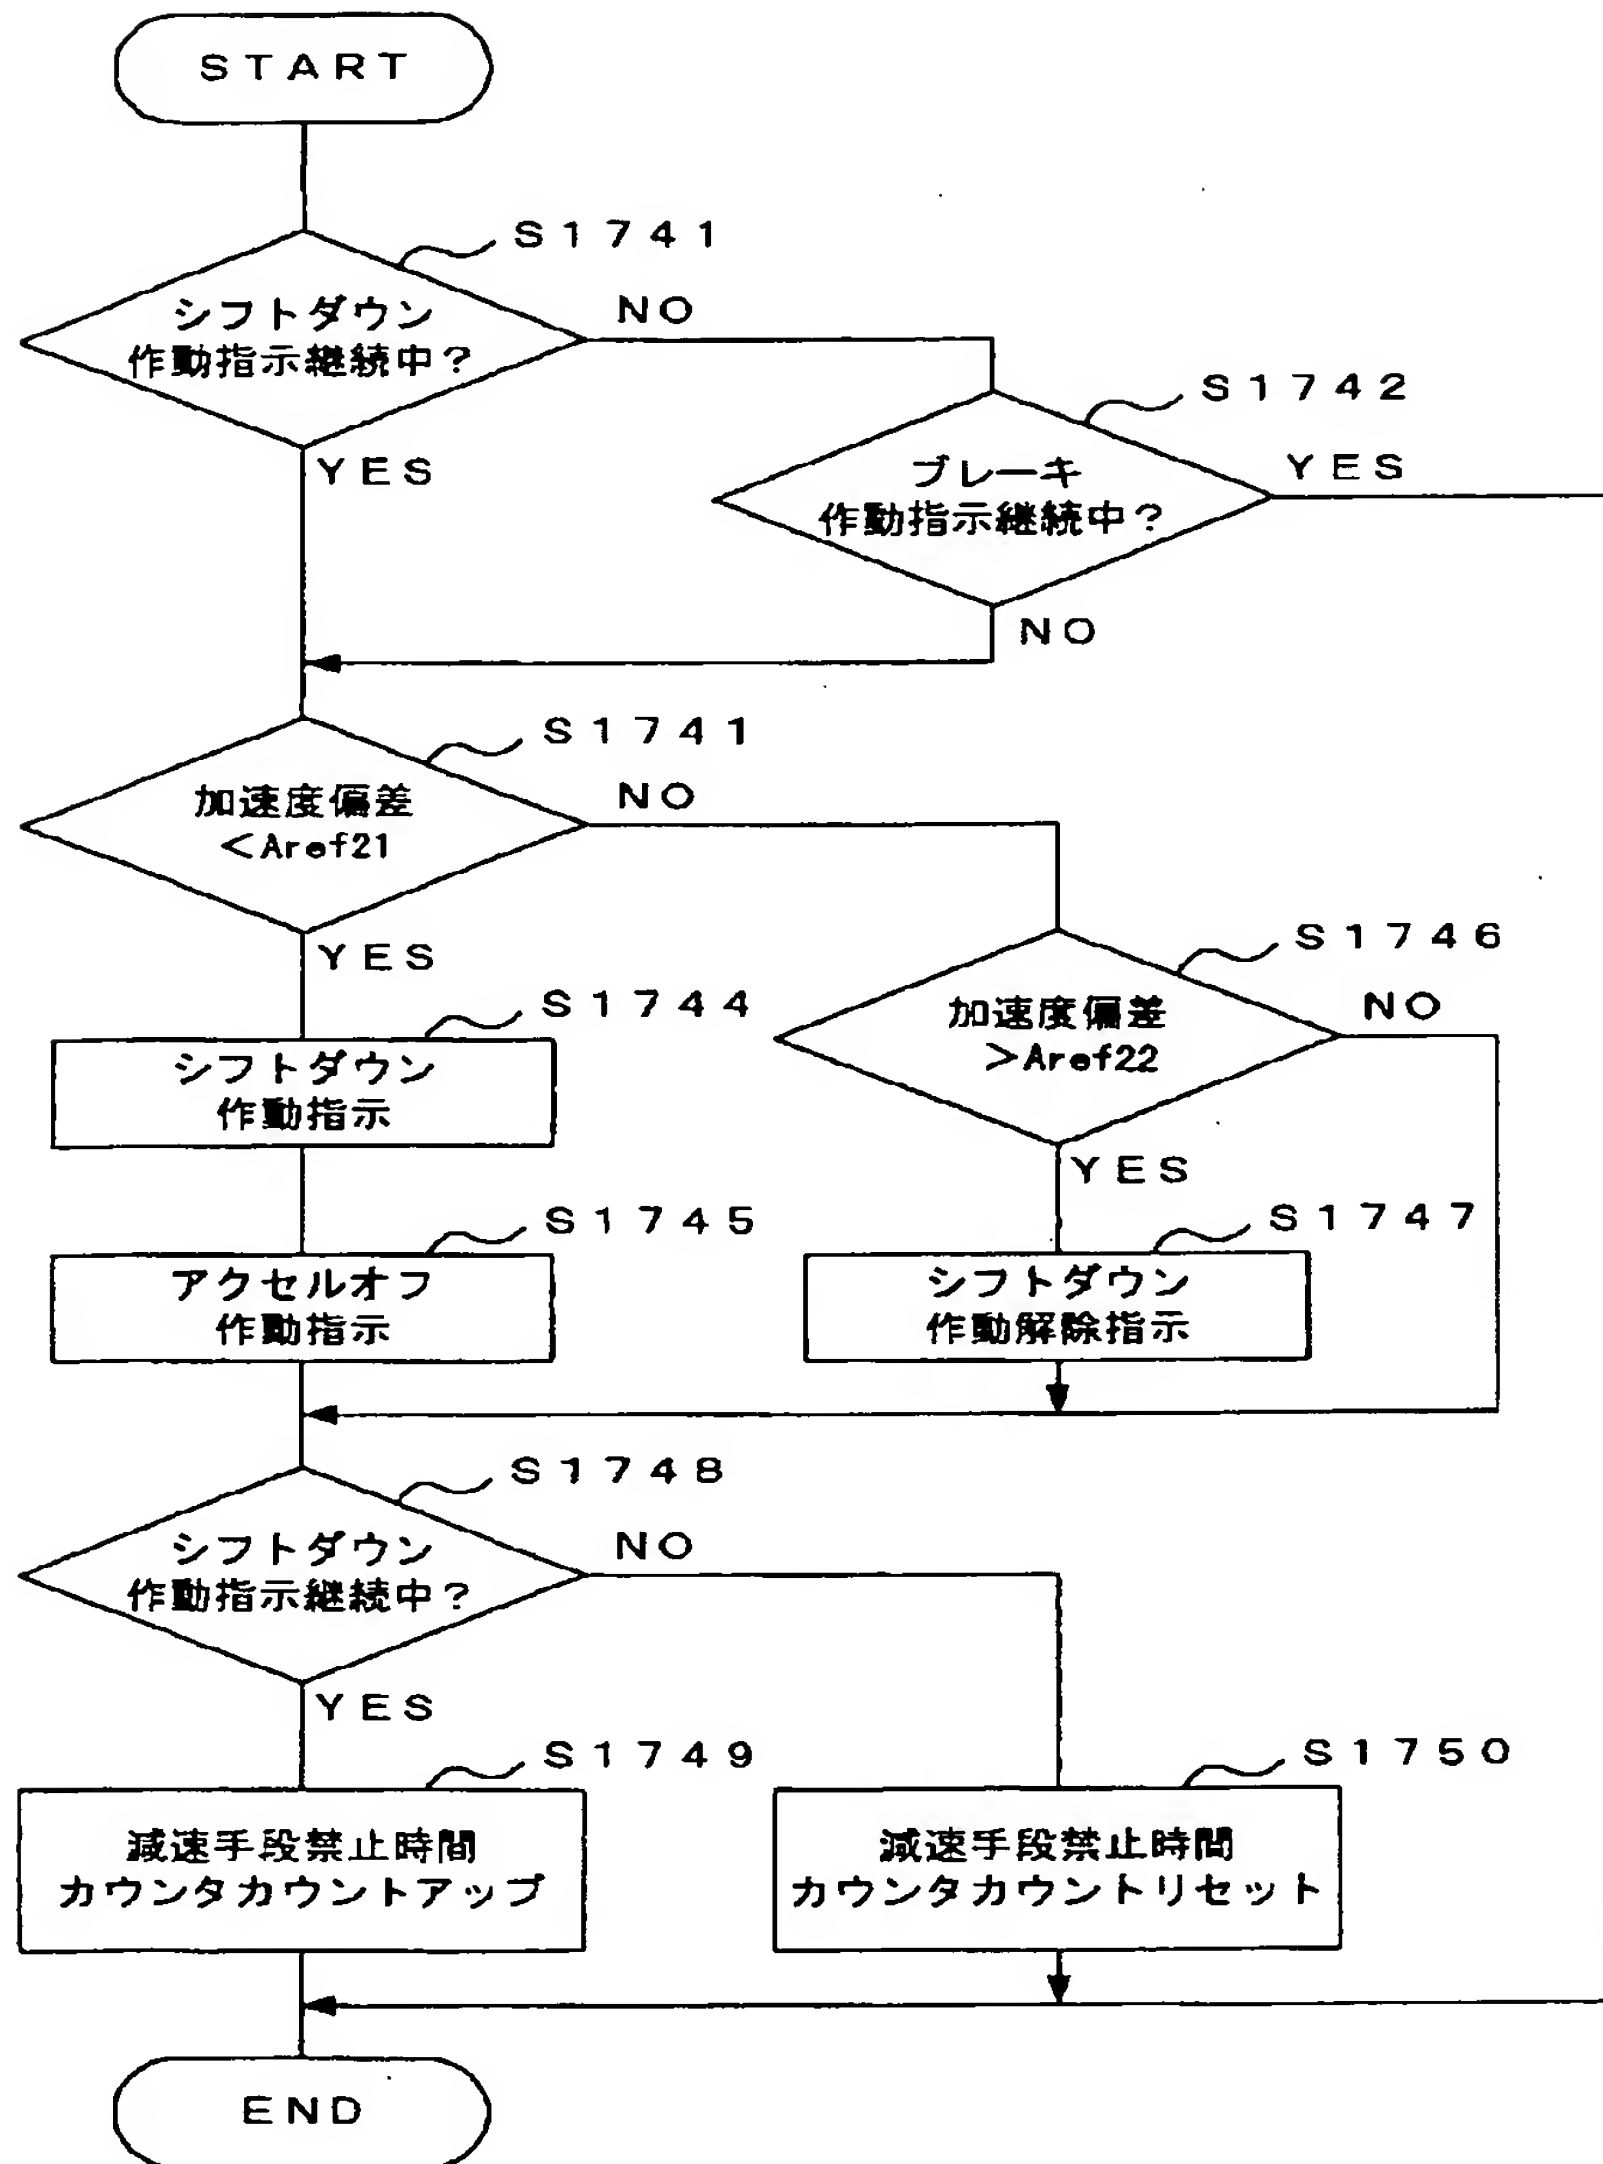 START
S1741
シフトダウン
作動指示継続中?
NO
YES
S1742
ブレーキ
作動指示継続中?
YES
NO
S1741
加速度偏差
<Aref21
NO
YES
S1746
加速度偏差
>Aref22
NO
YES
S1744
シフトダウン
作動指示
S1745
アクセルオフ
作動指示
S1747
シフトダウン
作動解除指示
S1748
シフトダウン
作動指示継続中?
NO
YES
S1749
減速手段禁止時間
カウンタカウントアップ
S1750
減速手段禁止時間
カウンタカウントリセット
END